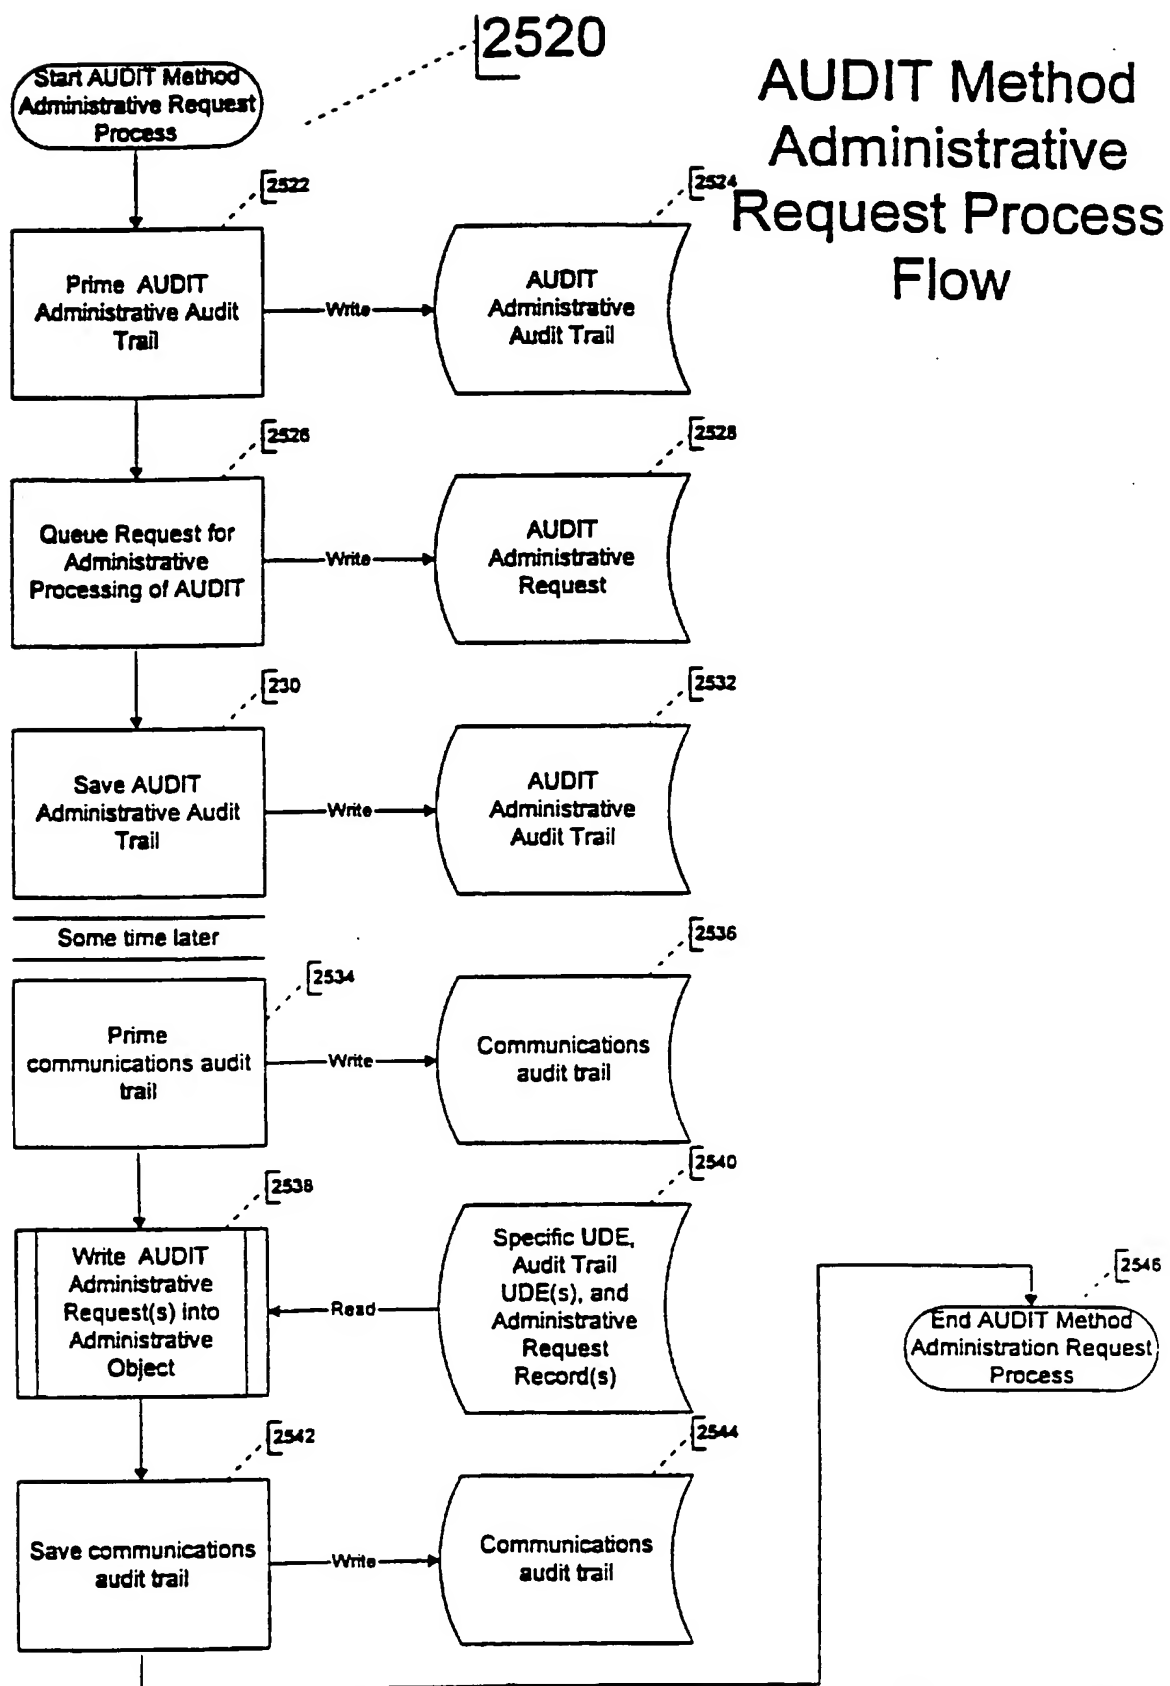 2520
AUDIT Method
Administrative
Request Process
Flow
Start AUDIT Method
Administrative Request
Process
2522
Prime AUDIT
Administrative Audit
Trail
Write
2524
AUDIT
Administrative
Audit Trail
2526
Queue Request for
Administrative
Processing of AUDIT
Write
2528
AUDIT
Administrative
Request
230
Save AUDIT
Administrative Audit
Trail
Write
2532
AUDIT
Administrative
Audit Trail
Some time later
2534
Prime
communications audit
trail
Write
2536
Communications
audit trail
2538
Write AUDIT
Administrative
Request(s) into
Administrative
Object
Read
2540
Specific UDE,
Audit Trail
UDE(s), and
Administrative
Request
Record(s)
2542
Save communications
audit trail
Write
2544
Communications
audit trail
2546
End AUDIT Method
Administration Request
Process